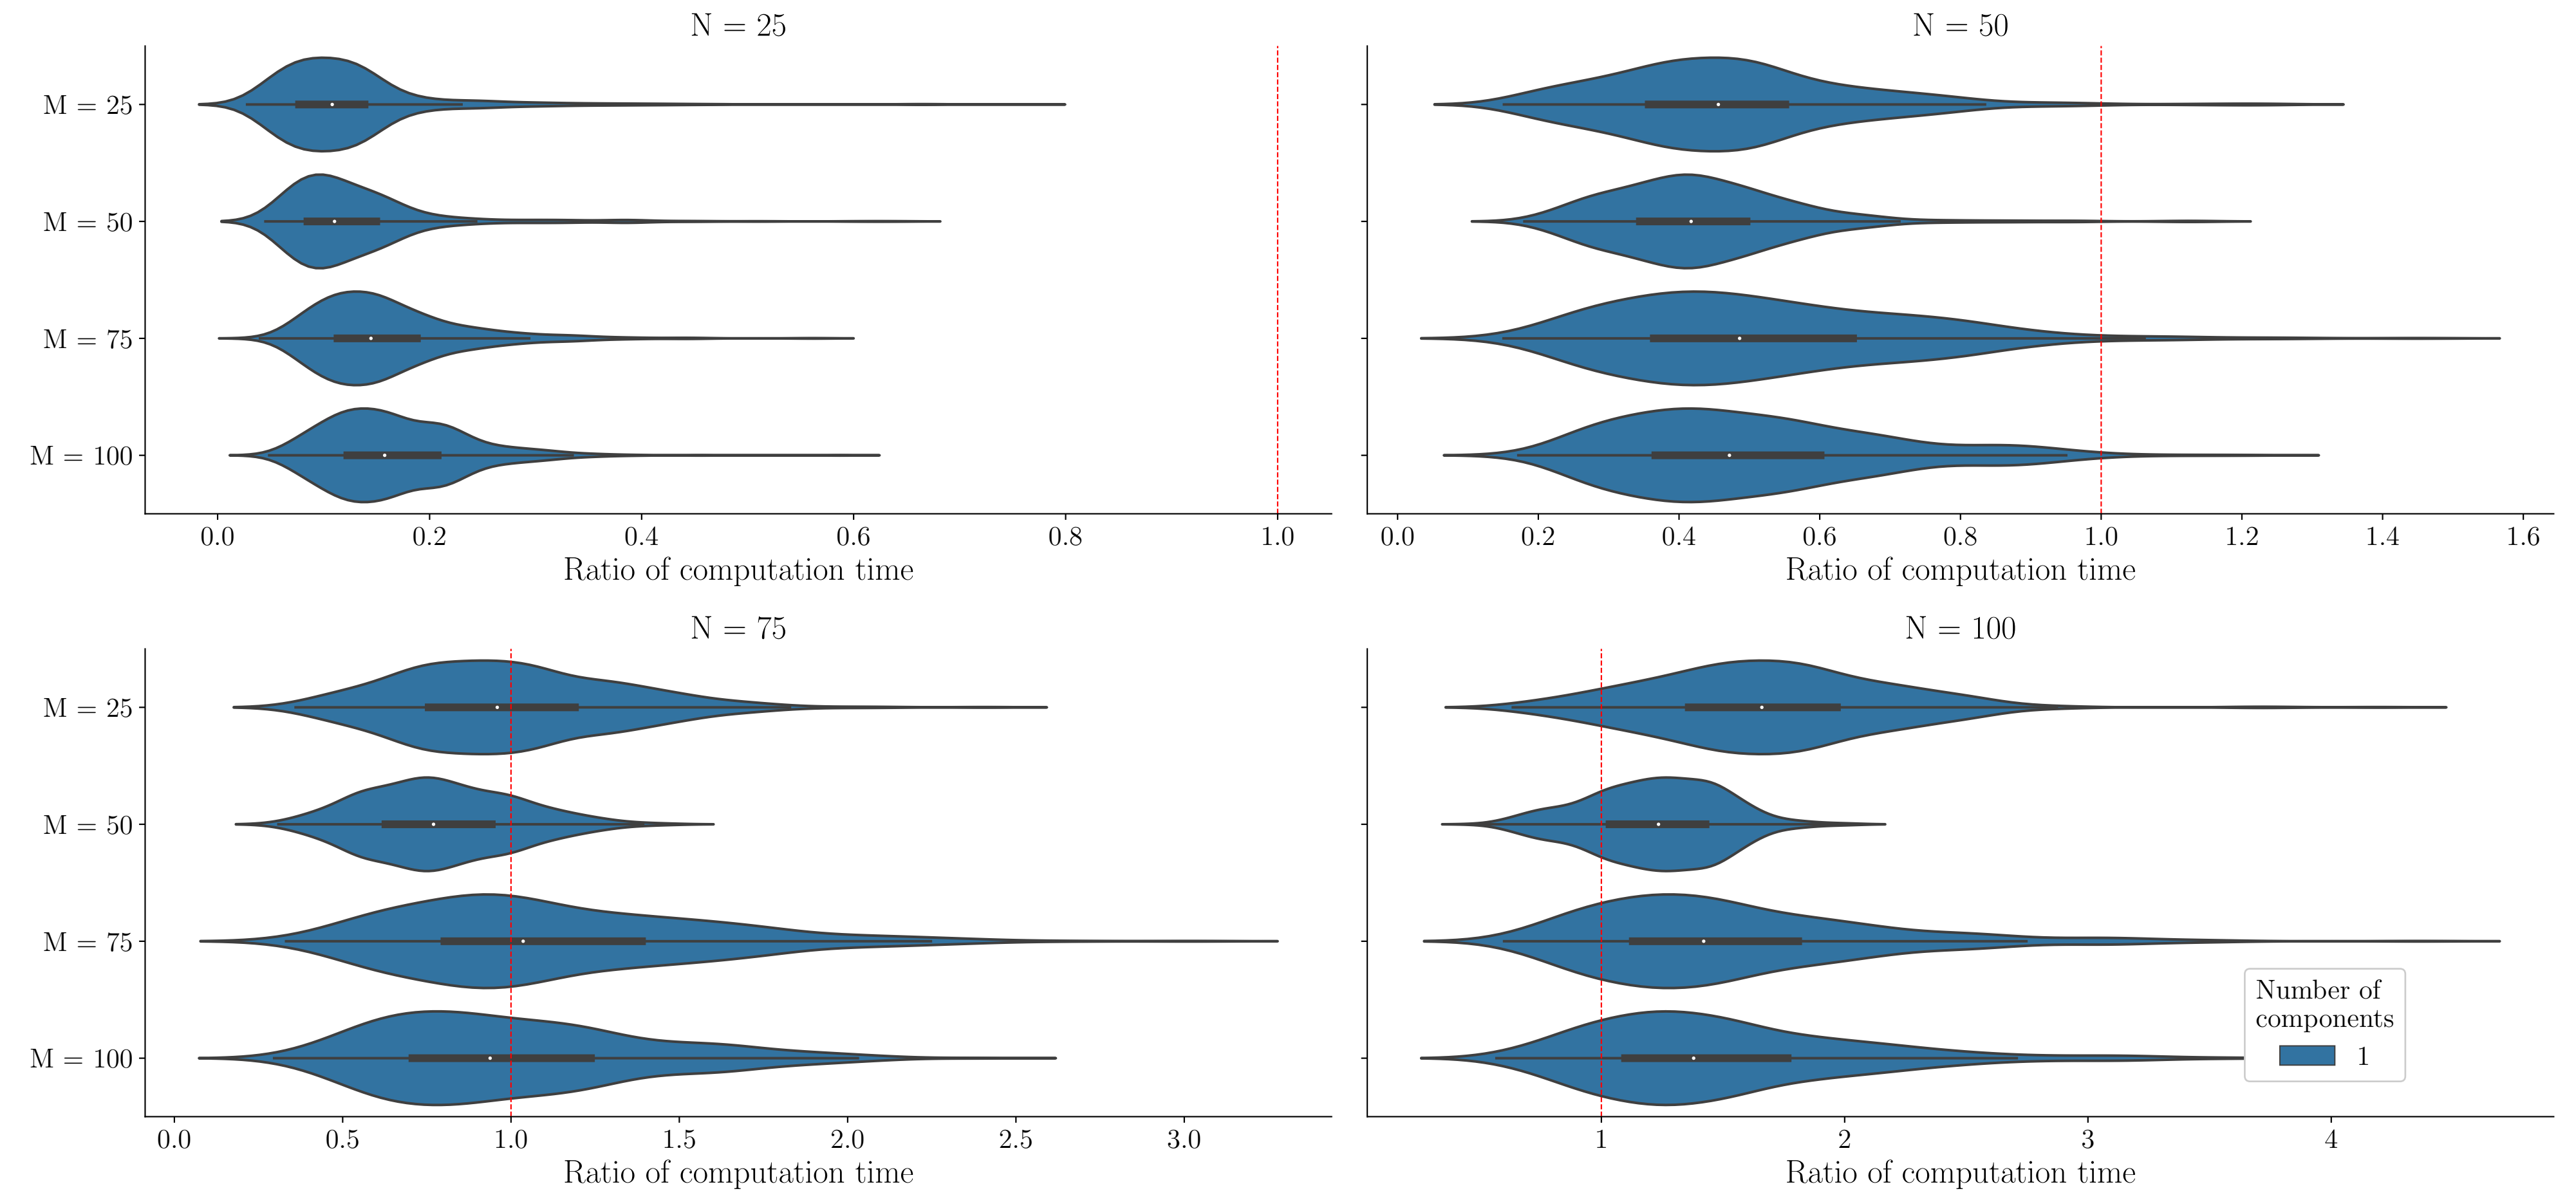 N = 25
M = 25
M = 50
M = 75
M = 100
0.0 0.2 0.4 0.6 0.8 1.0
Ratio of computation time
N = 50
0.0 0.2 0.4 0.6 0.8 1.0 1.2 1.4 1.6
Ratio of computation time
N = 75
M = 25
M = 50
M = 75
M = 100
0.0 0.5 1.0 1.5 2.0 2.5 3.0
Ratio of computation time
N = 100
Number of
components
1
1 2 3 4
Ratio of computation time